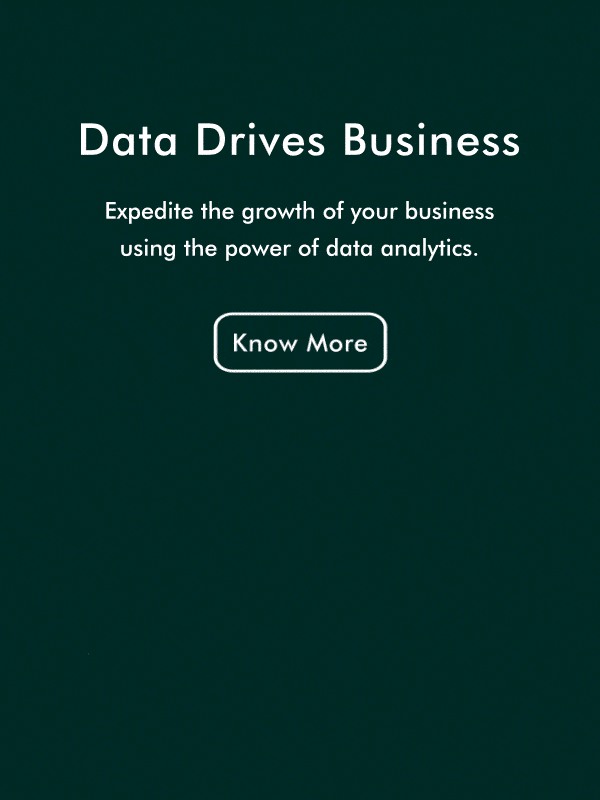 Data Drives Business
Expedite the growth of your business
using the power of data analytics.
Know More